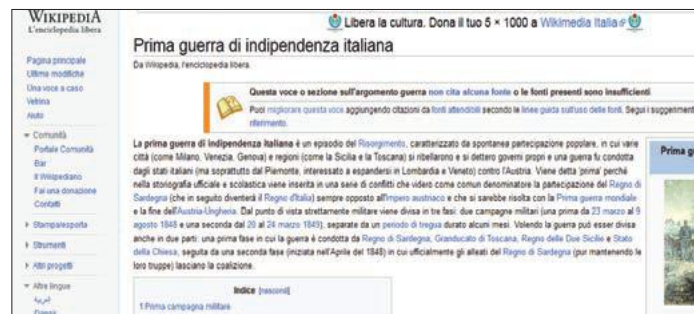 WIKIPEDIA
L'enciclopedia libera
Pagina principale
Ultime modifiche
Una voce a caso
Vetrina
Aiuto
Comunità
Portale Comunità
Bar
Il Wikipediano
Fai una donazione
Contatti
Stampa/esporta
Strumenti
Altri progetti
Altre lingue
العربية
Libera la cultura. Dona il tuo 5 × 1000 a Wikimedia Italia
Prima guerra di indipendenza italiana
Da Wikipedia, l'enciclopedia libera.
Questa voce o sezione sull'argomento guerra non cita alcuna fonte o le fonti presenti sono insufficienti
Puoi migliorare questa voce aggiungendo citazioni da fonti attendibili secondo le linee guida sull'uso delle fonti. Segui i suggeriment
riferimento.
La prima guerra di indipendenza italiana è un episodio del Risorgimento, caratterizzato da spontanea partecipazione popolare, in cui varie
città (come Milano, Venezia, Genova) e regioni (come la Sicilia e la Toscana) si ribellarono e si dettero governi propri e una guerra fu condotta
dagli stati italiani (ma soprattutto dal Piemonte, interessato a espandersi in Lombardia e Veneto) contro l'Austria. Viene detta 'prima' perché
nella storiografia ufficiale e scolastica viene inserita in una serie di conflitti che videro come comun denominatore la partecipazione del Regno di
Sardegna (che in seguito diventerà il Regno d'Italia) sempre opposto all'impero austriaco e che si sarebbe risolta con la Prima guerra mondiale
e la fine dell'Austria-Ungheria. Dal punto di vista strettamente militare viene divisa in tre fasi: due campagne militari (una prima da 23 marzo al 9
agosto 1848 e una seconda dal 20 al 24 marzo 1849), separate da un periodo di tregua durato alcuni mesi. Volendo la guerra può esser divisa
anche in due parti: una prima fase in cui la guerra è condotta da Regno di Sardegna, Granducato di Toscana, Regno delle Due Sicilie e Stato
della Chiesa, seguita da una seconda fase (iniziata nell'Aprile del 1848) in cui ufficialmente gli alleati del Regno di Sardegna (pur mantenendo le
loro truppe) lasciano la coalizione.
Indice [nascondi]
1 Prima campagna militare
Prima gu